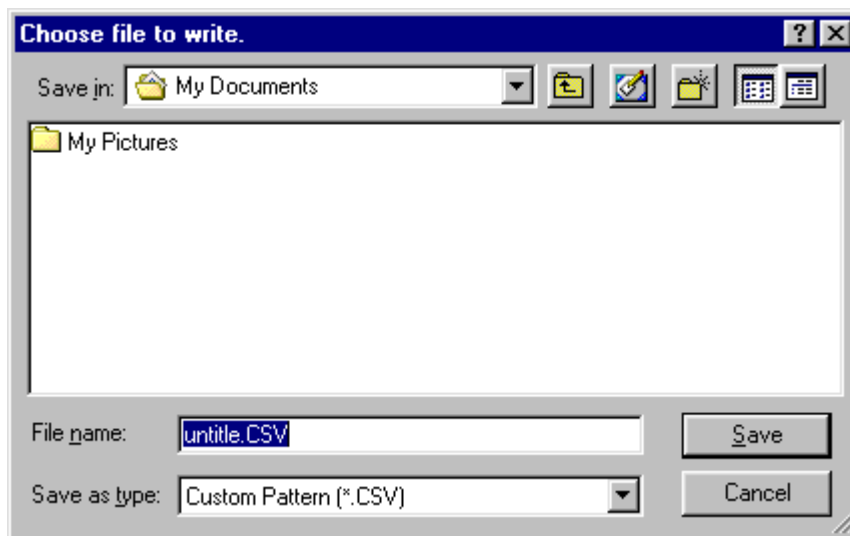 Choose file to write.
Save in: My Documents
My Pictures
File name: untitle.CSV Save
Save as type: Custom Pattern (*.CSV) Cancel